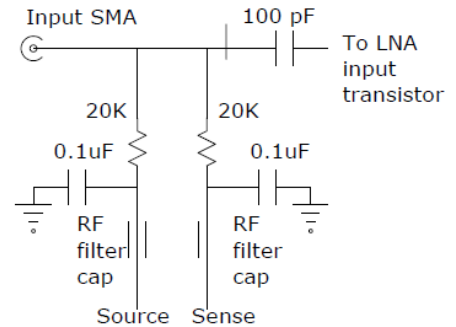 Input SMA
100 pF
To LNA
input
transistor
20K
20K
0.1uF
0.1uF
RF
filter
cap
RF
filter
cap
Source
Sense